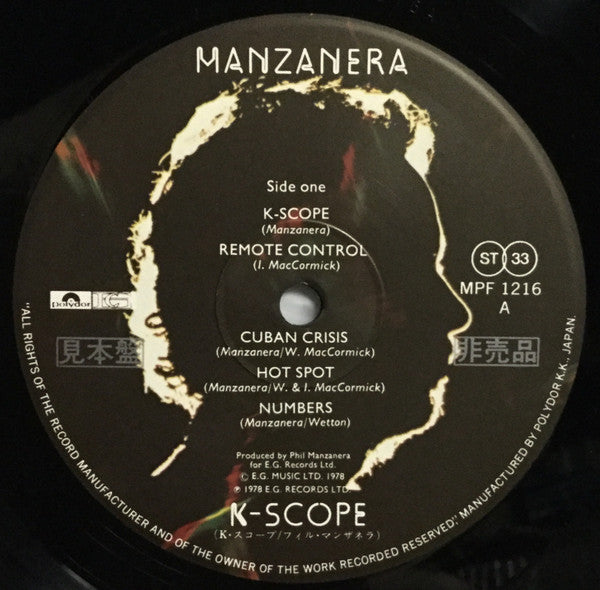 MANZANERA
Side one
K-SCOPE
(Manzanera)
REMOTE CONTROL
(I. MacCormick)
ST 33
MPF 1216
A
polydor
見本盤
非売品
CUBAN CRISIS
(Manzanera/W. MacCormick)
HOT SPOT
(Manzanera/W. & I. MacCormick)
NUMBERS
(Manzanera/Wetton)
Produced by Phil Manzanera
for E.G. Records Ltd.
© E.G. MUSIC LTD. 1978
℗ 1978 E.G. RECORDS LTD.
K-SCOPE
(K・スコープ/フィル・マンザネラ)
"ALL RIGHTS OF THE RECORD MANUFACTURER AND OF THE OWNER OF THE WORK RECORDED RESERVED," MANUFACTURED BY POLYDOR K.K., JAPAN.